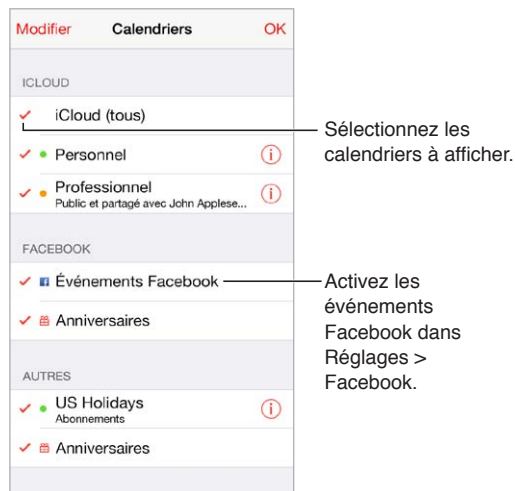 Modifier Calendriers OK
ICLOUD
iCloud (tous)
Personnel
Professionnel
Public et partagé avec John Applese...
FACEBOOK
Événements Facebook
Anniversaires
AUTRES
US Holidays
Abonnements
Anniversaires
Sélectionnez les
calendriers à afficher.
Activez les
événements
Facebook dans
Réglages >
Facebook.